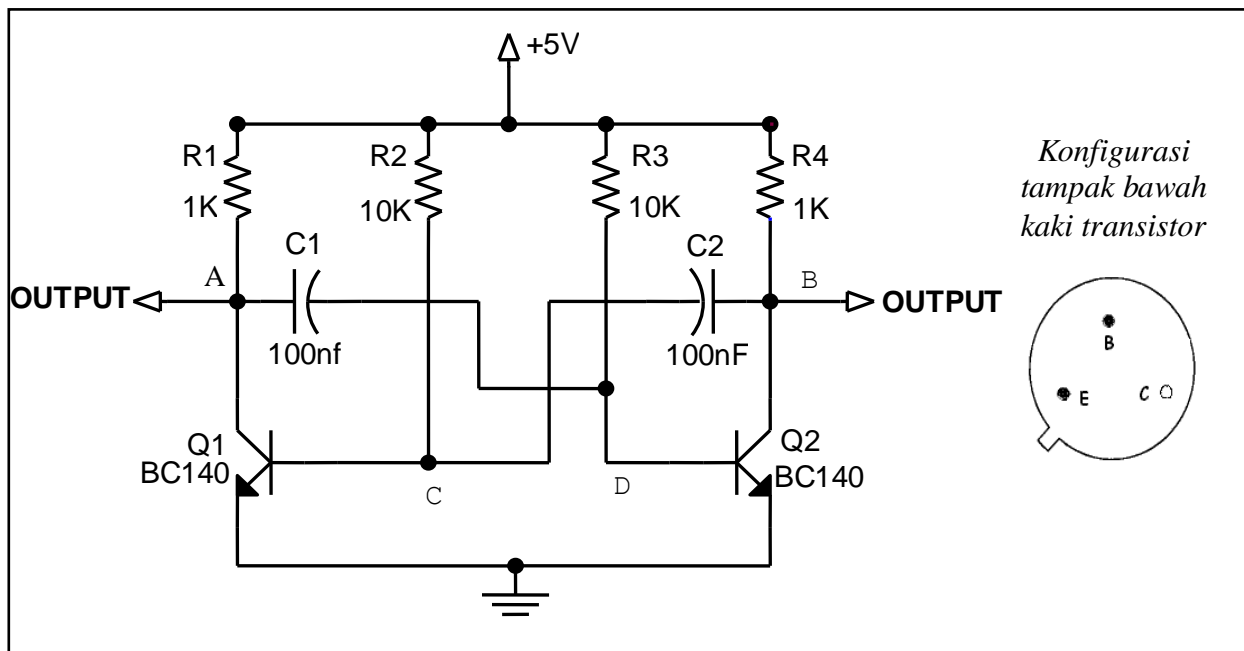 +5V
R1
1K
R2
10K
R3
10K
R4
1K
Konfigurasi
tampak bawah
kaki transistor
C1
C2
A
B
OUTPUT
OUTPUT
100nf
100nF
B
E
C
Q1
BC140
Q2
BC140
C
D